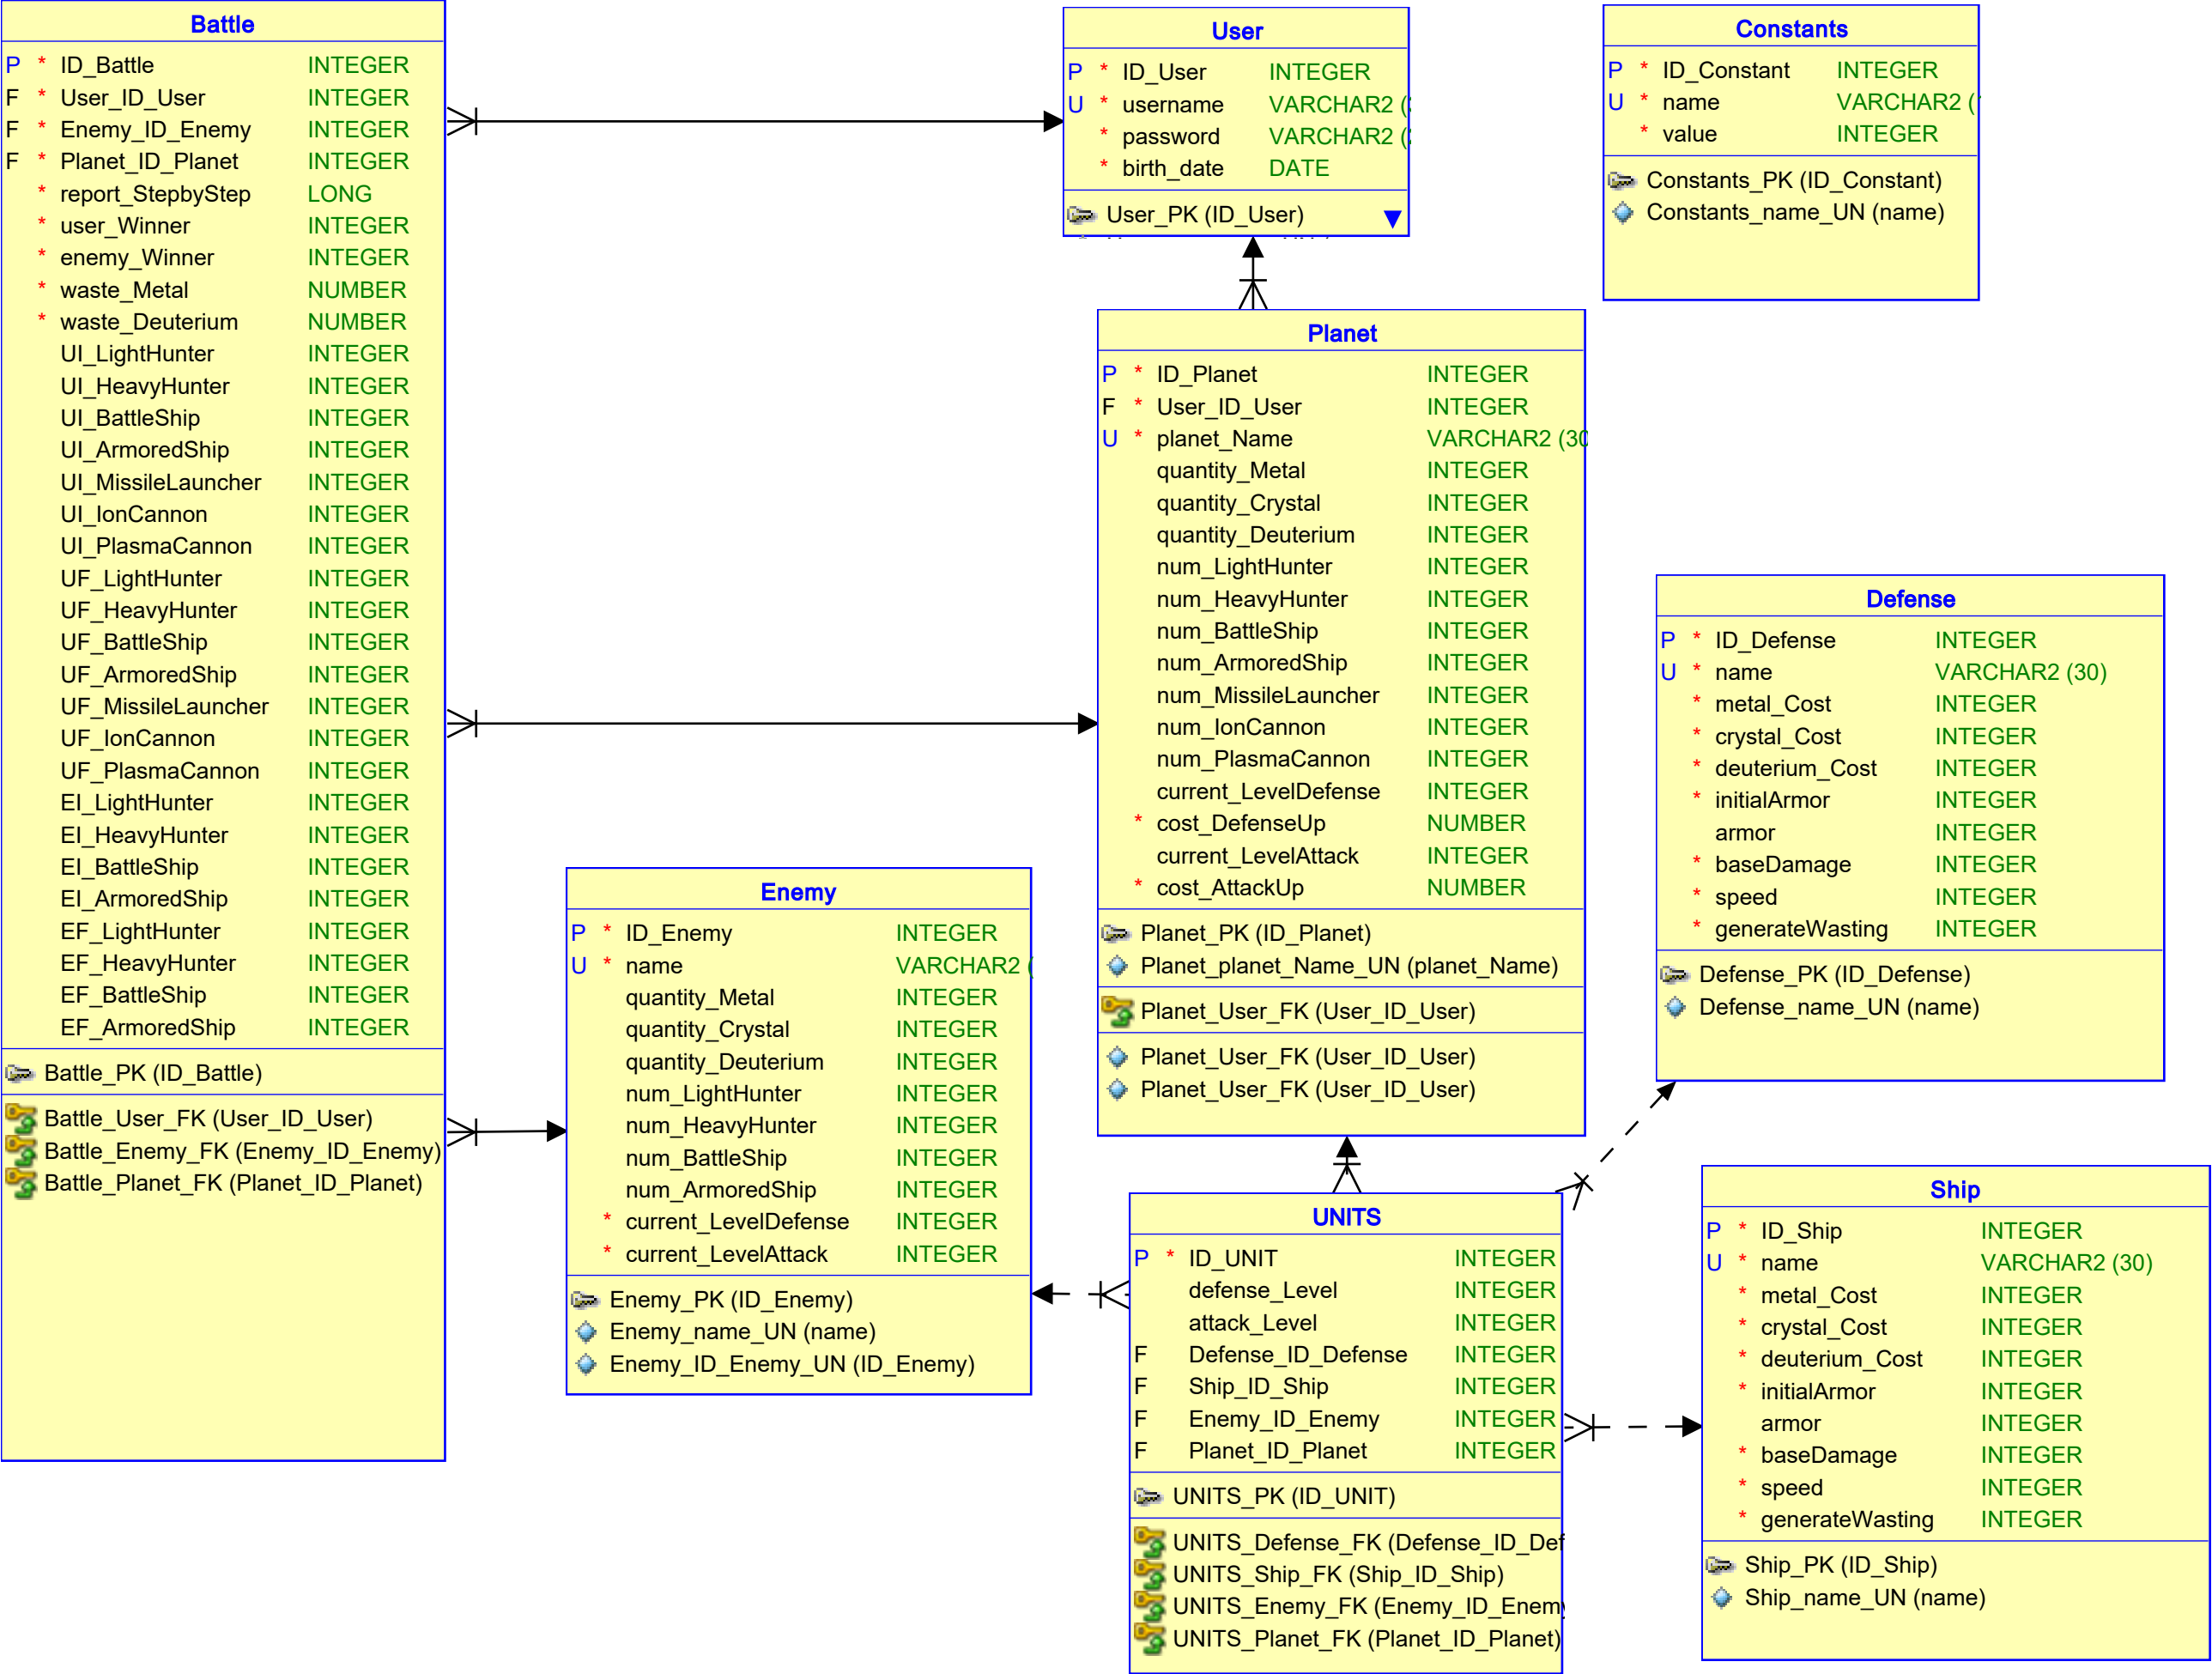 Battle
P * ID_Battle INTEGER
F * User_ID_User INTEGER
F * Enemy_ID_Enemy INTEGER
F * Planet_ID_Planet INTEGER
* report_StepbyStep LONG
* user_Winner INTEGER
* enemy_Winner INTEGER
* waste_Metal NUMBER
* waste_Deuterium NUMBER
UI_LightHunter INTEGER
UI_HeavyHunter INTEGER
UI_BattleShip INTEGER
UI_ArmoredShip INTEGER
UI_MissileLauncher INTEGER
UI_IonCannon INTEGER
UI_PlasmaCannon INTEGER
UF_LightHunter INTEGER
UF_HeavyHunter INTEGER
UF_BattleShip INTEGER
UF_ArmoredShip INTEGER
UF_MissileLauncher INTEGER
UF_IonCannon INTEGER
UF_PlasmaCannon INTEGER
EI_LightHunter INTEGER
EI_HeavyHunter INTEGER
EI_BattleShip INTEGER
EI_ArmoredShip INTEGER
EF_LightHunter INTEGER
EF_HeavyHunter INTEGER
EF_BattleShip INTEGER
EF_ArmoredShip INTEGER
Battle_PK (ID_Battle)
Battle_User_FK (User_ID_User)
Battle_Enemy_FK (Enemy_ID_Enemy)
Battle_Planet_FK (Planet_ID_Planet)
User
P * ID_User INTEGER
U * username VARCHAR2 (
* password VARCHAR2 (
* birth_date DATE
User_PK (ID_User)
Constants
P * ID_Constant INTEGER
U * name VARCHAR2 (
* value INTEGER
Constants_PK (ID_Constant)
Constants_name_UN (name)
Planet
P * ID_Planet INTEGER
F * User_ID_User INTEGER
U * planet_Name VARCHAR2 (30
quantity_Metal INTEGER
quantity_Crystal INTEGER
quantity_Deuterium INTEGER
num_LightHunter INTEGER
num_HeavyHunter INTEGER
num_BattleShip INTEGER
num_ArmoredShip INTEGER
num_MissileLauncher INTEGER
num_IonCannon INTEGER
num_PlasmaCannon INTEGER
current_LevelDefense INTEGER
* cost_DefenseUp NUMBER
current_LevelAttack INTEGER
* cost_AttackUp NUMBER
Planet_PK (ID_Planet)
Planet_planet_Name_UN (planet_Name)
Planet_User_FK (User_ID_User)
Planet_User_FK (User_ID_User)
Planet_User_FK (User_ID_User)
Defense
P * ID_Defense INTEGER
U * name VARCHAR2 (30)
* metal_Cost INTEGER
* crystal_Cost INTEGER
* deuterium_Cost INTEGER
* initialArmor INTEGER
armor INTEGER
* baseDamage INTEGER
* speed INTEGER
* generateWasting INTEGER
Defense_PK (ID_Defense)
Defense_name_UN (name)
Enemy
P * ID_Enemy INTEGER
U * name VARCHAR2 (
quantity_Metal INTEGER
quantity_Crystal INTEGER
quantity_Deuterium INTEGER
num_LightHunter INTEGER
num_HeavyHunter INTEGER
num_BattleShip INTEGER
num_ArmoredShip INTEGER
* current_LevelDefense INTEGER
* current_LevelAttack INTEGER
Enemy_PK (ID_Enemy)
Enemy_name_UN (name)
Enemy_ID_Enemy_UN (ID_Enemy)
UNITS
P * ID_UNIT INTEGER
defense_Level INTEGER
attack_Level INTEGER
F Defense_ID_Defense INTEGER
F Ship_ID_Ship INTEGER
F Enemy_ID_Enemy INTEGER
F Planet_ID_Planet INTEGER
UNITS_PK (ID_UNIT)
UNITS_Defense_FK (Defense_ID_Def
UNITS_Ship_FK (Ship_ID_Ship)
UNITS_Enemy_FK (Enemy_ID_Enem
UNITS_Planet_FK (Planet_ID_Planet)
Ship
P * ID_Ship INTEGER
U * name VARCHAR2 (30)
* metal_Cost INTEGER
* crystal_Cost INTEGER
* deuterium_Cost INTEGER
* initialArmor INTEGER
armor INTEGER
* baseDamage INTEGER
* speed INTEGER
* generateWasting INTEGER
Ship_PK (ID_Ship)
Ship_name_UN (name)